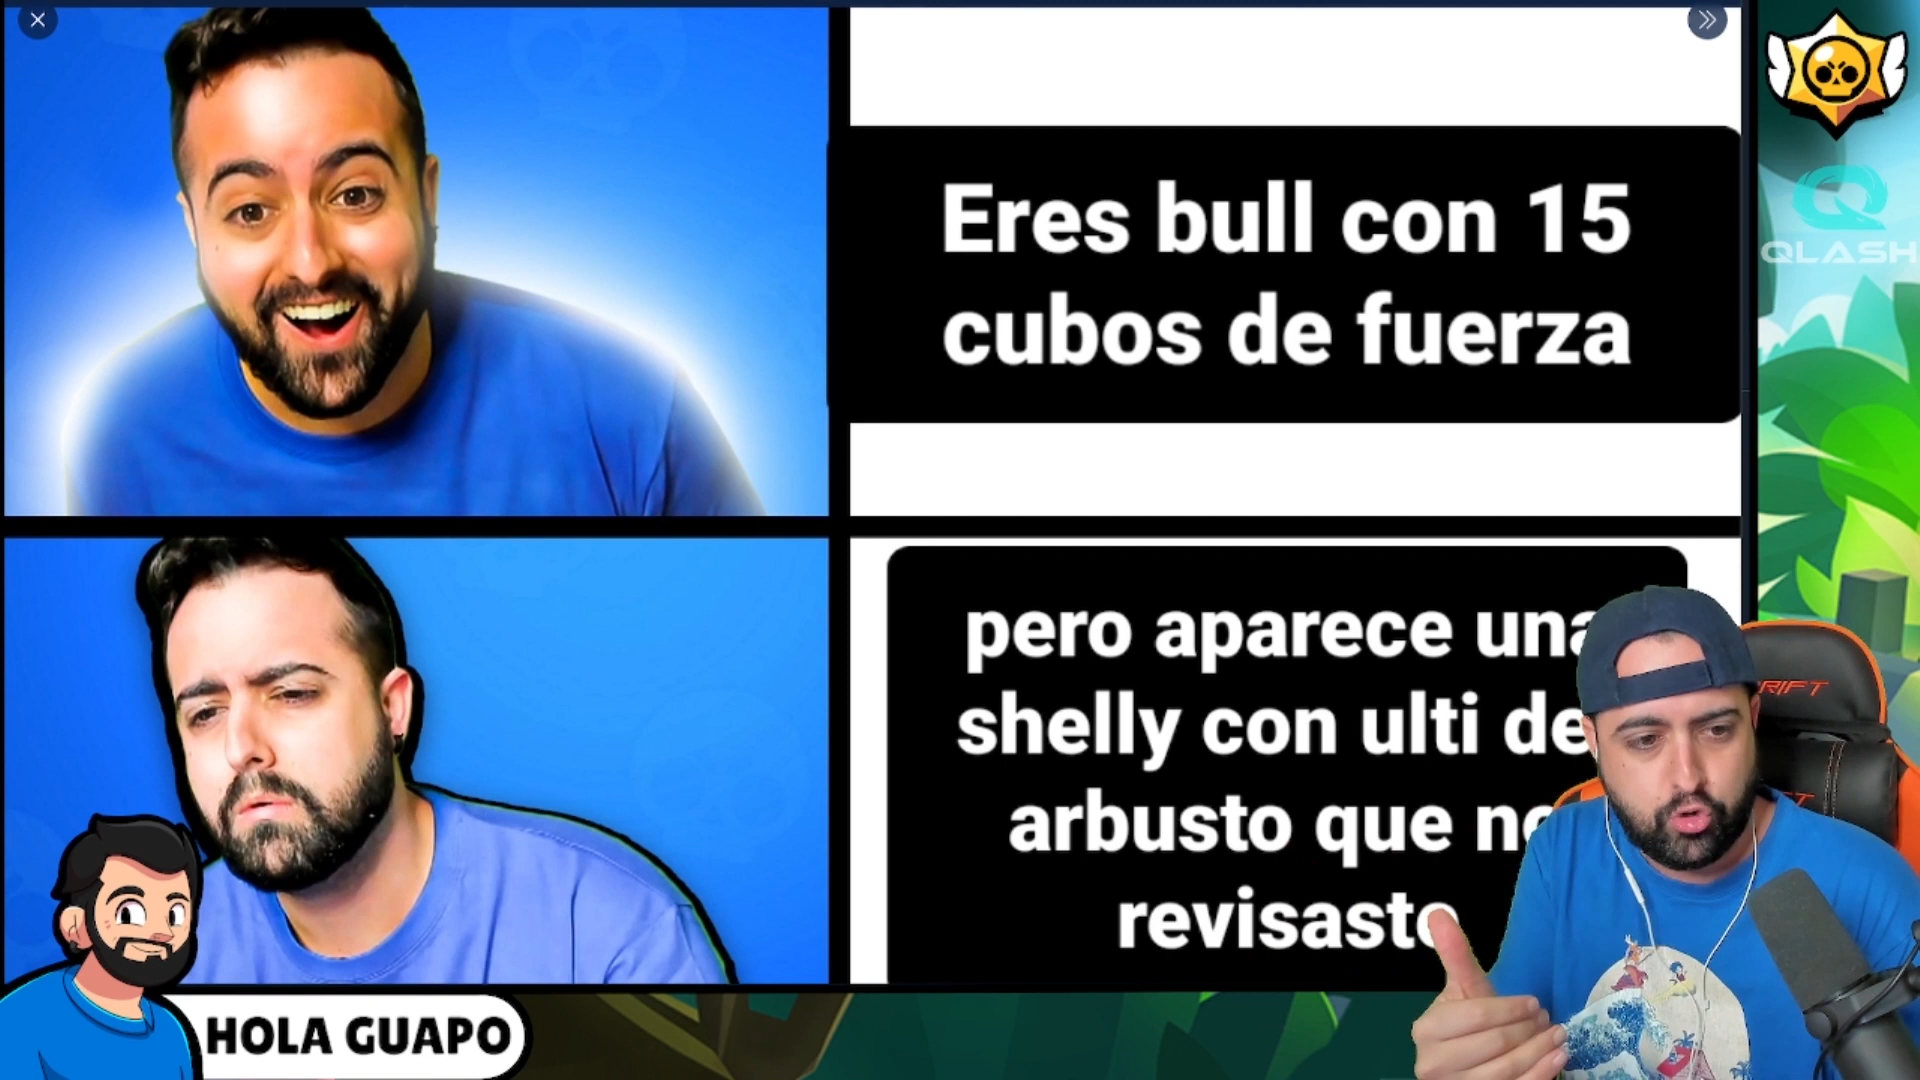 Eres bull con 15
cubos de fuerza
pero aparece una
shelly con ulti de
arbusto que no
revisaste
HOLA GUAPO
QLASH